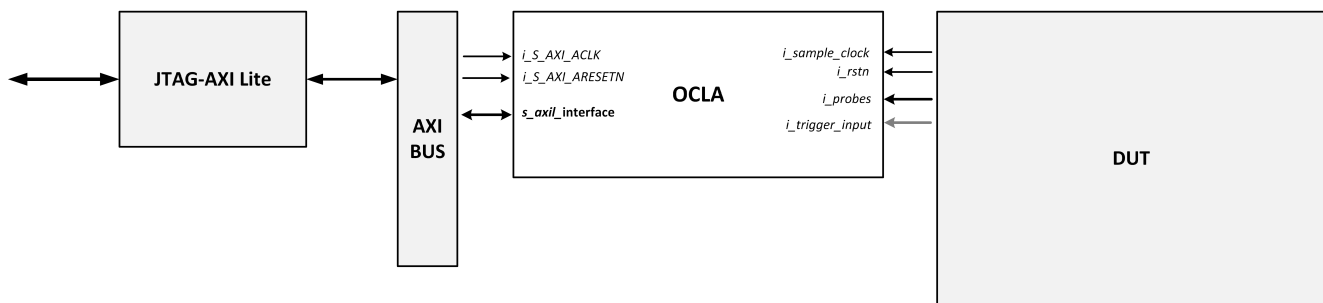 JTAG-AXI Lite
AXI
BUS
i_S_AXI_ACLK
i_S_AXI_ARESETN
s_axil_interface
OCLA
i_sample_clock
i_rstn
i_probes
i_trigger_input
DUT